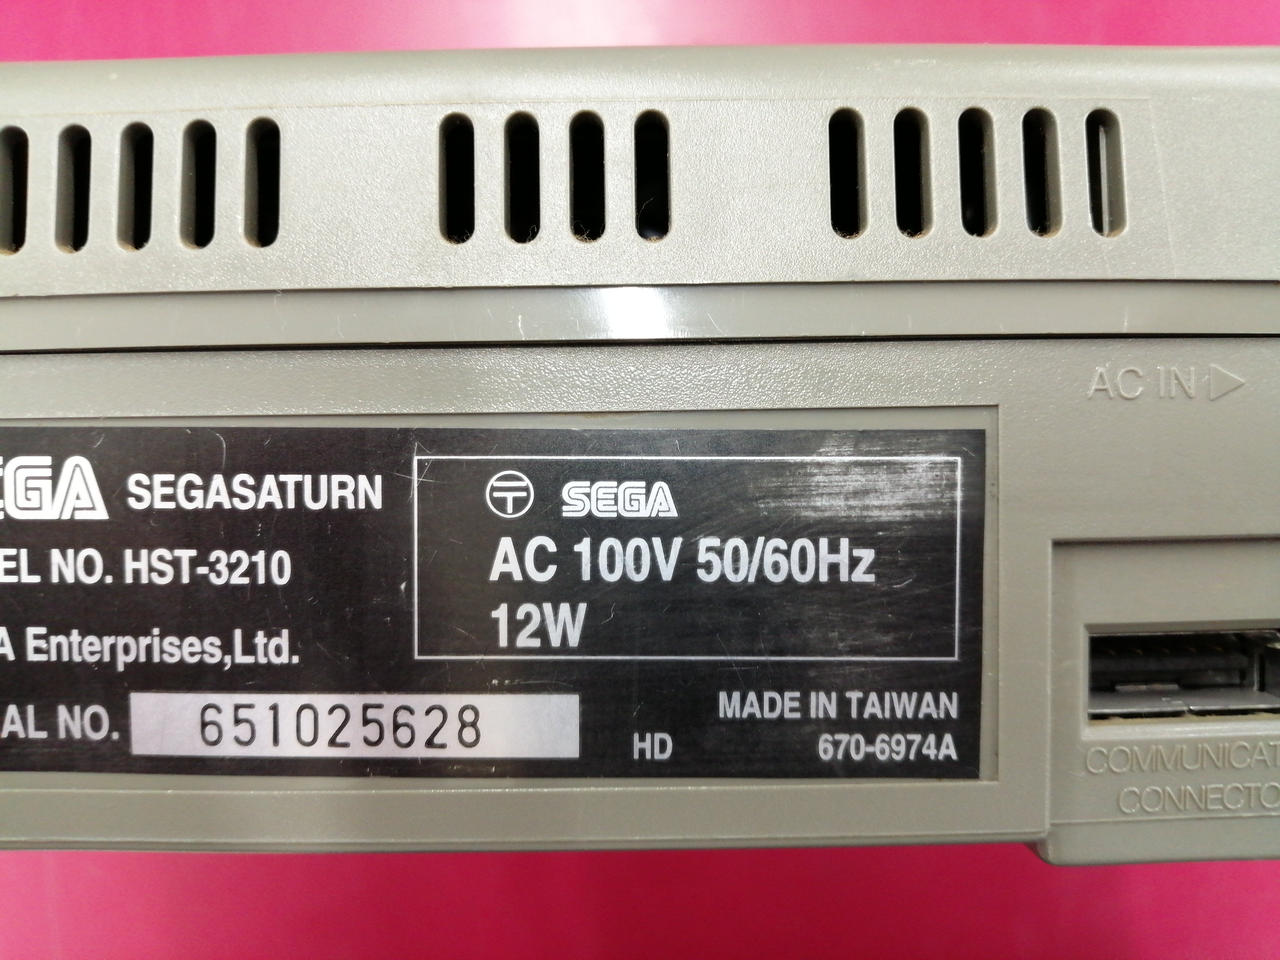 AC IN
SEGA SEGASATURN
EL NO. HST-3210
A Enterprises,Ltd.
AL NO. 651025628
SEGA
AC 100V 50/60Hz
12W
HD
MADE IN TAIWAN
670-6974A
COMMUNICAT
CONNECTO